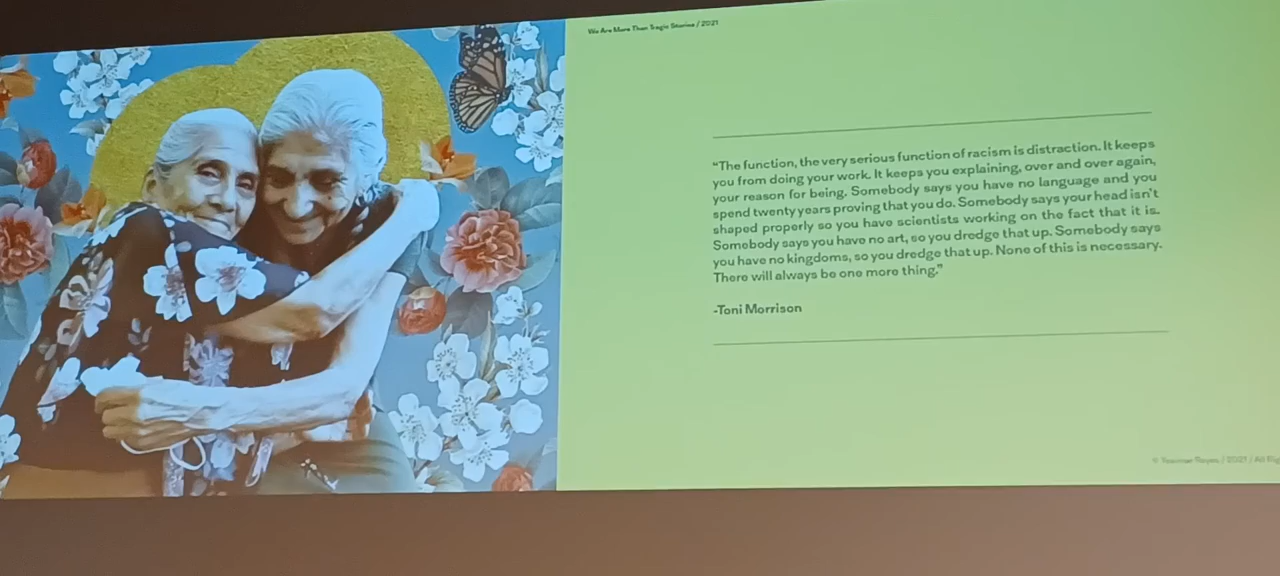 We Are More Than Tragic Stories / 2021
“The function, the very serious function of racism is distraction. It keeps
you from doing your work. It keeps you explaining, over and over again,
your reason for being. Somebody says you have no language and you
spend twenty years proving that you do. Somebody says your head isn’t
shaped properly so you have scientists working on the fact that it is.
Somebody says you have no art, so you dredge that up. Somebody says
you have no kingdoms, so you dredge that up. None of this is necessary.
There will always be one more thing.”
-Toni Morrison
© / 2021 / All